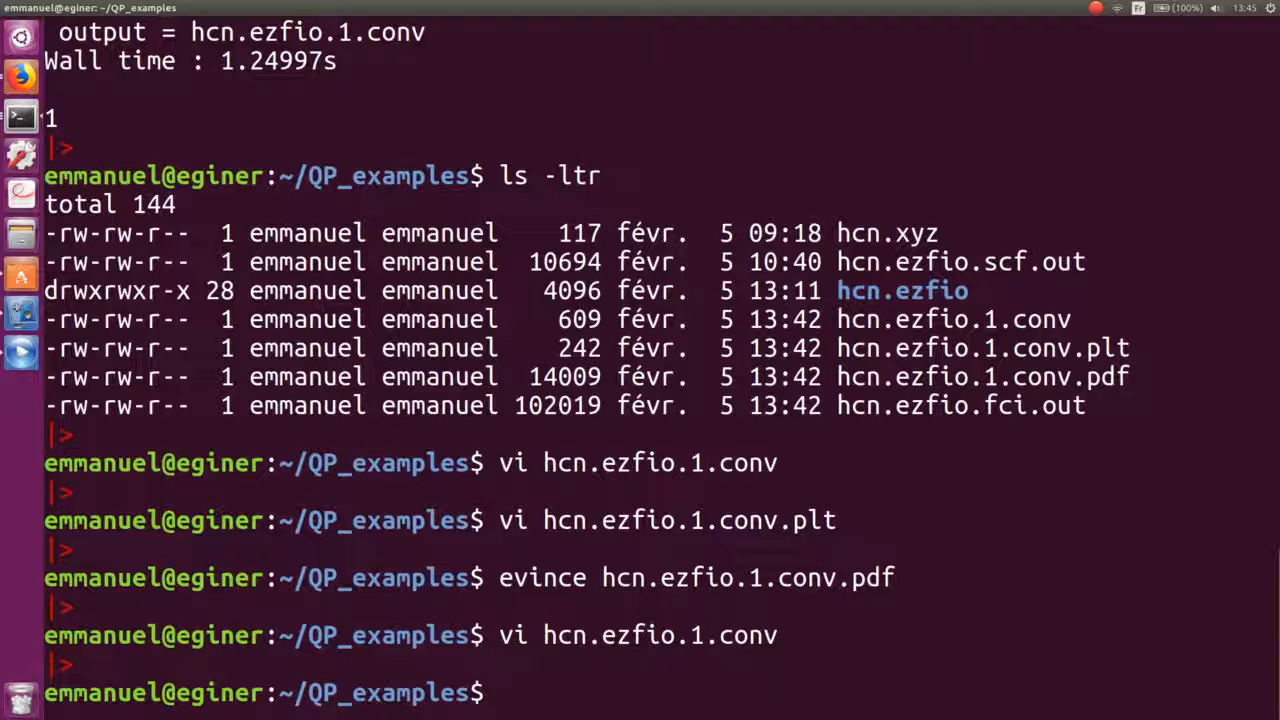 emmanuel@eginer: ~/QP_examples
Fr (100%) 13:45
output = hcn.ezfio.1.conv
Wall time : 1.24997s
1
|>
emmanuel@eginer:~/QP_examples$ ls -ltr
total 144
-rw-rw-r-- 1 emmanuel emmanuel 117 févr. 5 09:18 hcn.xyz
-rw-rw-r-- 1 emmanuel emmanuel 10694 févr. 5 10:40 hcn.ezfio.scf.out
drwxrwxr-x 28 emmanuel emmanuel 4096 févr. 5 13:11 hcn.ezfio
-rw-rw-r-- 1 emmanuel emmanuel 609 févr. 5 13:42 hcn.ezfio.1.conv
-rw-rw-r-- 1 emmanuel emmanuel 242 févr. 5 13:42 hcn.ezfio.1.conv.plt
-rw-rw-r-- 1 emmanuel emmanuel 14009 févr. 5 13:42 hcn.ezfio.1.conv.pdf
-rw-rw-r-- 1 emmanuel emmanuel 102019 févr. 5 13:42 hcn.ezfio.fci.out
|>
emmanuel@eginer:~/QP_examples$ vi hcn.ezfio.1.conv
|>
emmanuel@eginer:~/QP_examples$ vi hcn.ezfio.1.conv.plt
|>
emmanuel@eginer:~/QP_examples$ evince hcn.ezfio.1.conv.pdf
|>
emmanuel@eginer:~/QP_examples$ vi hcn.ezfio.1.conv
|>
emmanuel@eginer:~/QP_examples$